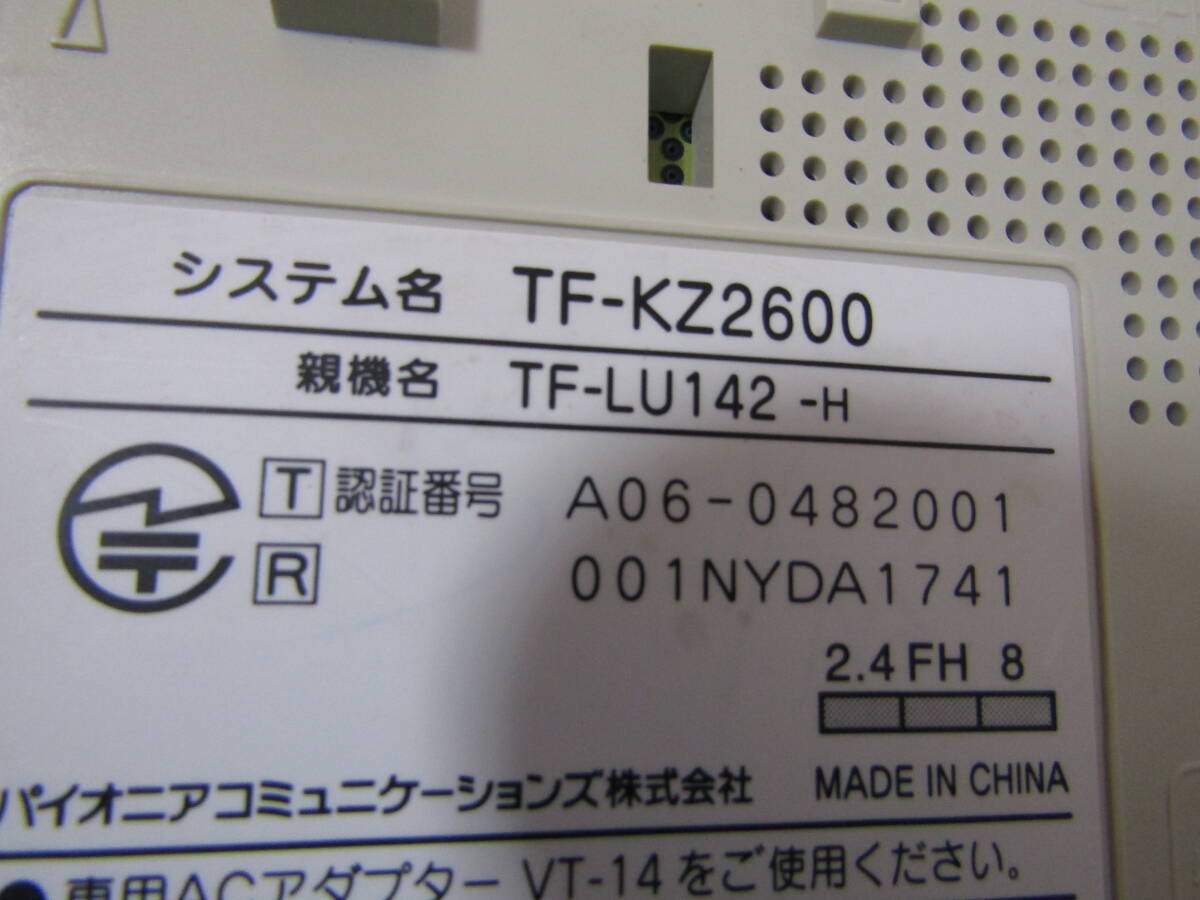 システム名 TF-KZ2600
親機名 TF-LU142 -H
T 認証番号 A06-0482001
R 001NYDA1741
2.4 FH 8
パイオニアコミュニケーションズ株式会社 MADE IN CHINA
●専用ACアダプター VT-14をご使用ください。